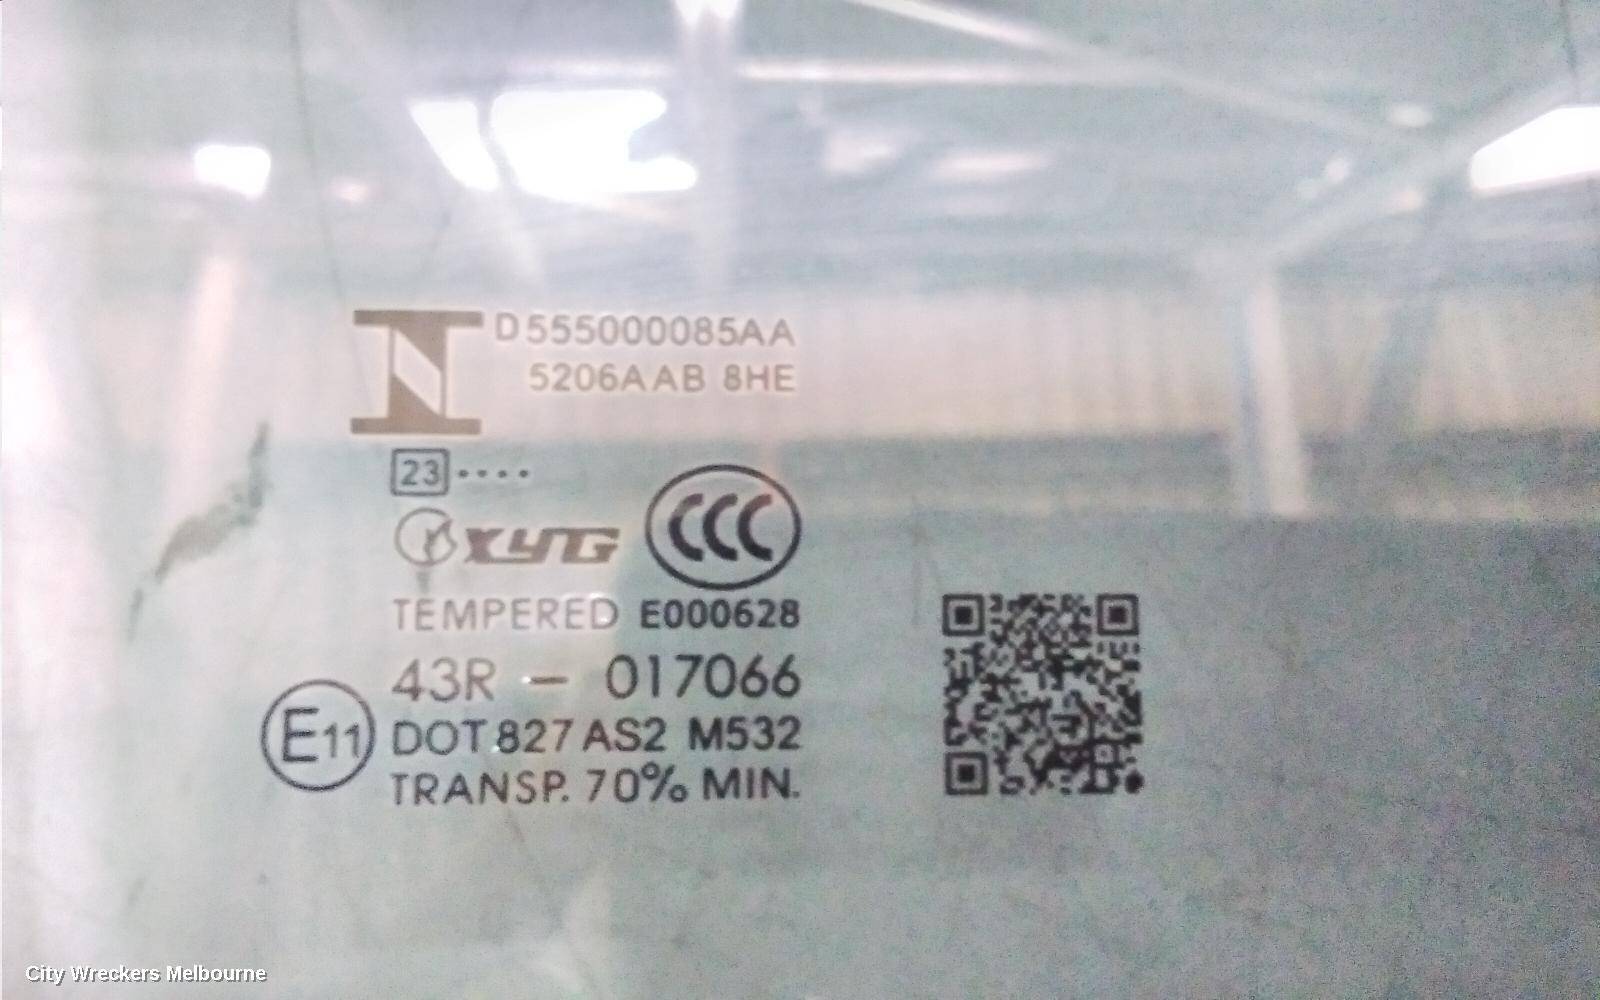 D555000085AA
5206AAB 8HE
23 ....
XYG
CCC
TEMPERED E000628
43R - 017066
E11
DOT 827 AS2 M532
TRANSP. 70% MIN.
City Wreckers Melbourne